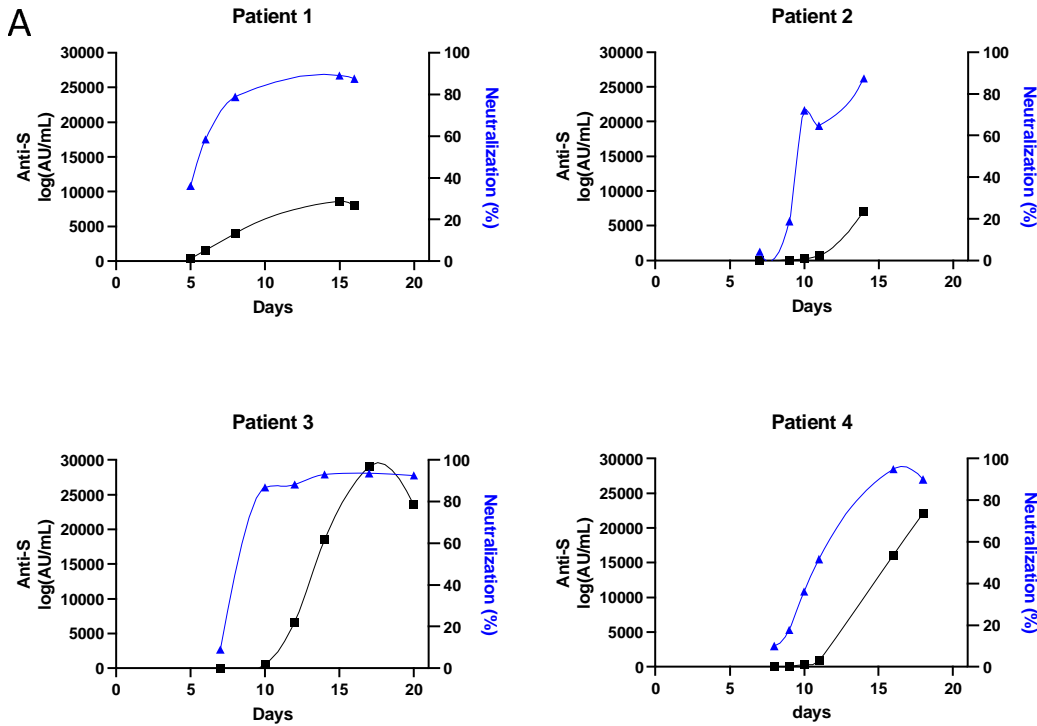 A
Patient 1
Patient 2
30000
25000
20000
15000
10000
5000
0
Anti-S
log(AU/mL)
100
80
60
40
20
0
Neutralization (%)
0 5 10 15 20
Days
30000
25000
20000
15000
10000
5000
0
Anti-S
log(AU/mL)
100
80
60
40
20
0
Neutralization (%)
0 5 10 15 20
Days
Patient 3
Patient 4
30000
25000
20000
15000
10000
5000
0
Anti-S
log(AU/mL)
100
80
60
40
20
0
Neutralization (%)
0 5 10 15 20
Days
30000
25000
20000
15000
10000
5000
0
Anti-S
log(AU/mL)
100
80
60
40
20
0
Neutralization (%)
0 5 10 15 20
days